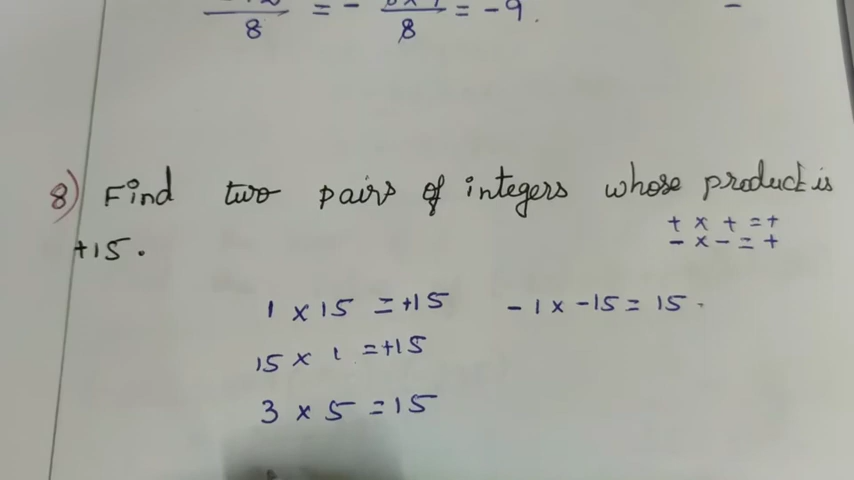 8 = - 8 = -9.
8) Find two pairs of integers whose product is
+15.
+ x + = +
- x - = +
1 x 15 = +15 -1 x -15 = 15.
15 x 1 = +15
3 x 5 = 15